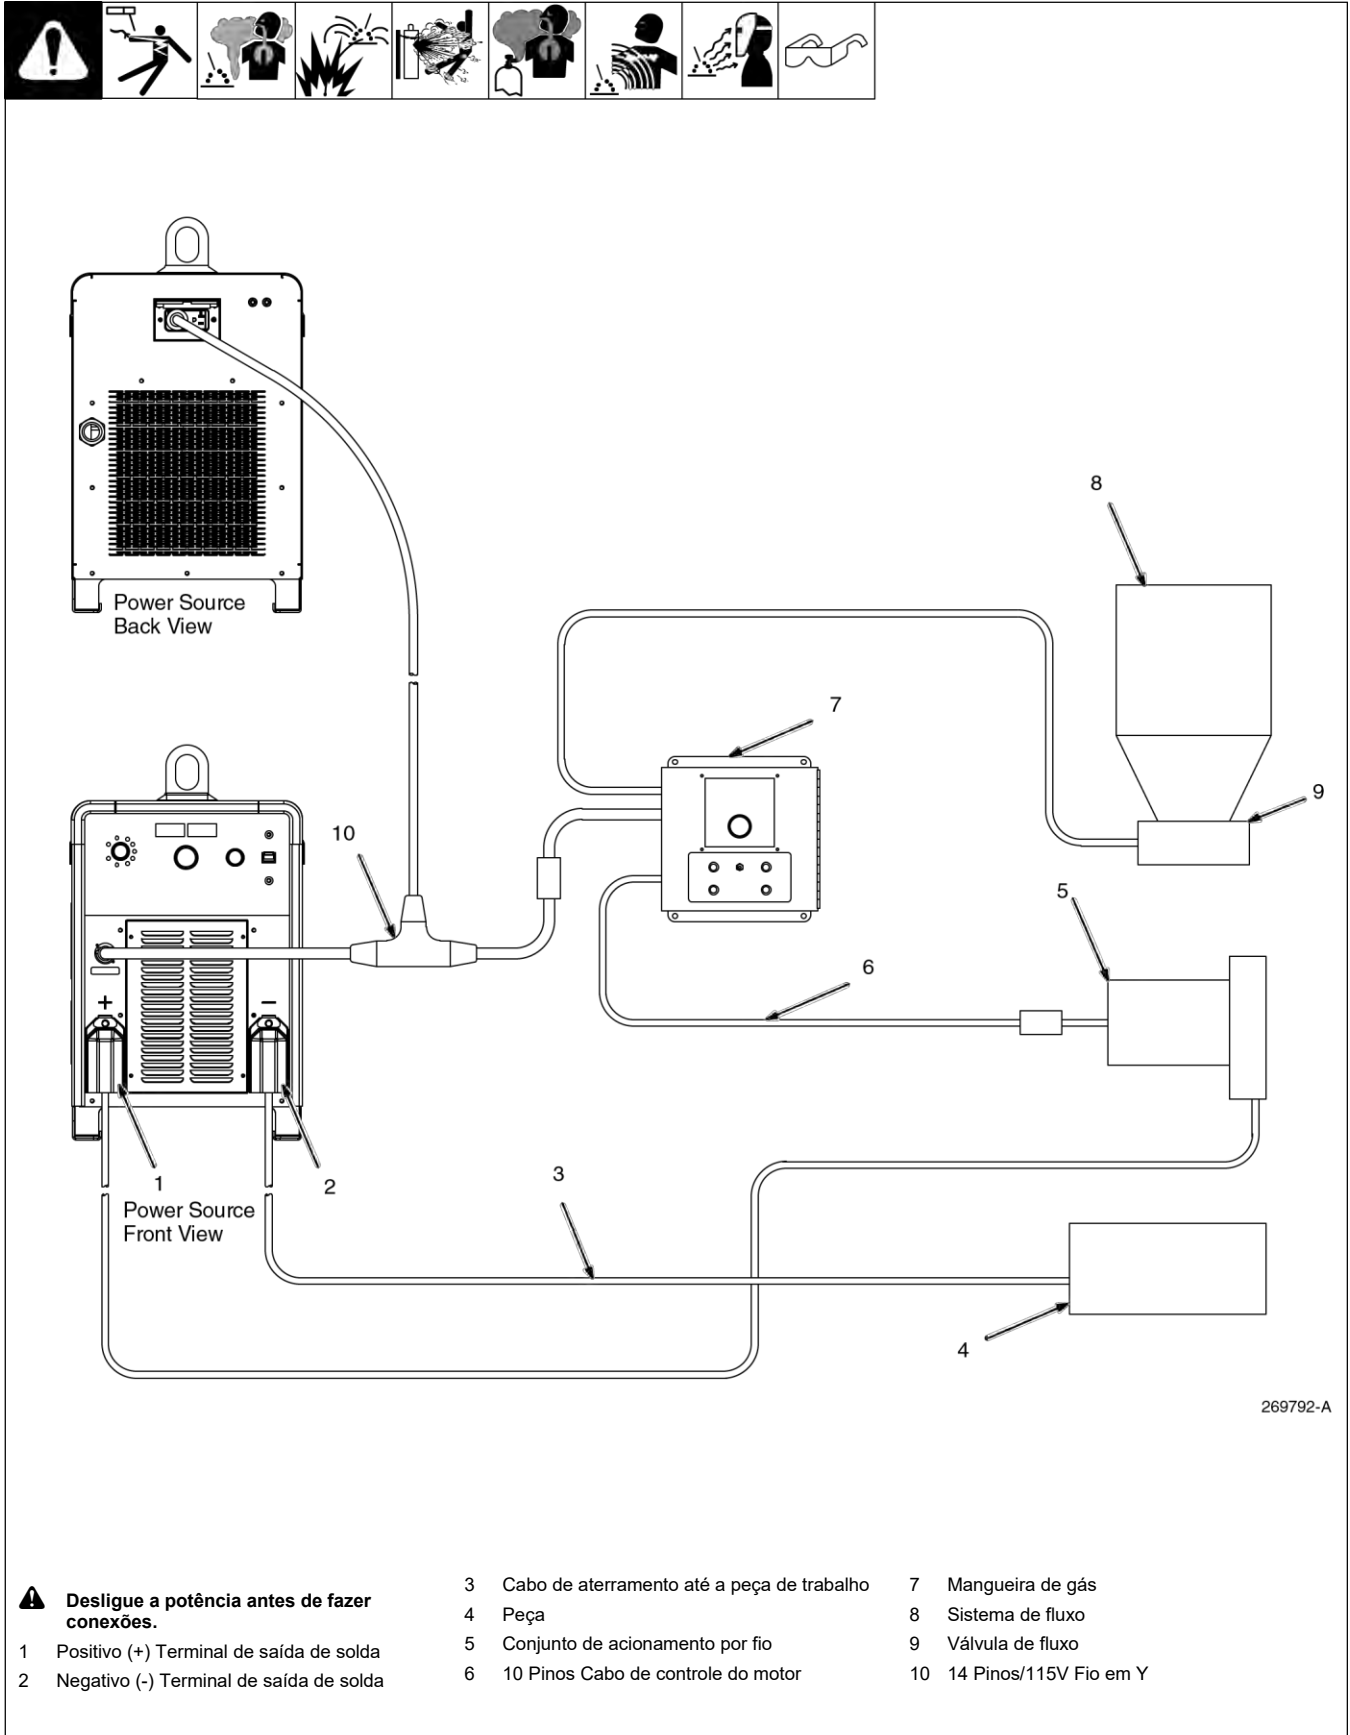 Power Source
Back View
8
7
9
10
5
6
+
−
1
2
3
Power Source
Front View
4
269792-A
Desligue a potência antes de fazer
conexões.
1 Positivo (+) Terminal de saída de solda
2 Negativo (-) Terminal de saída de solda
3 Cabo de aterramento até a peça de trabalho
4 Peça
5 Conjunto de acionamento por fio
6 10 Pinos Cabo de controle do motor
7 Mangueira de gás
8 Sistema de fluxo
9 Válvula de fluxo
10 14 Pinos/115V Fio em Y